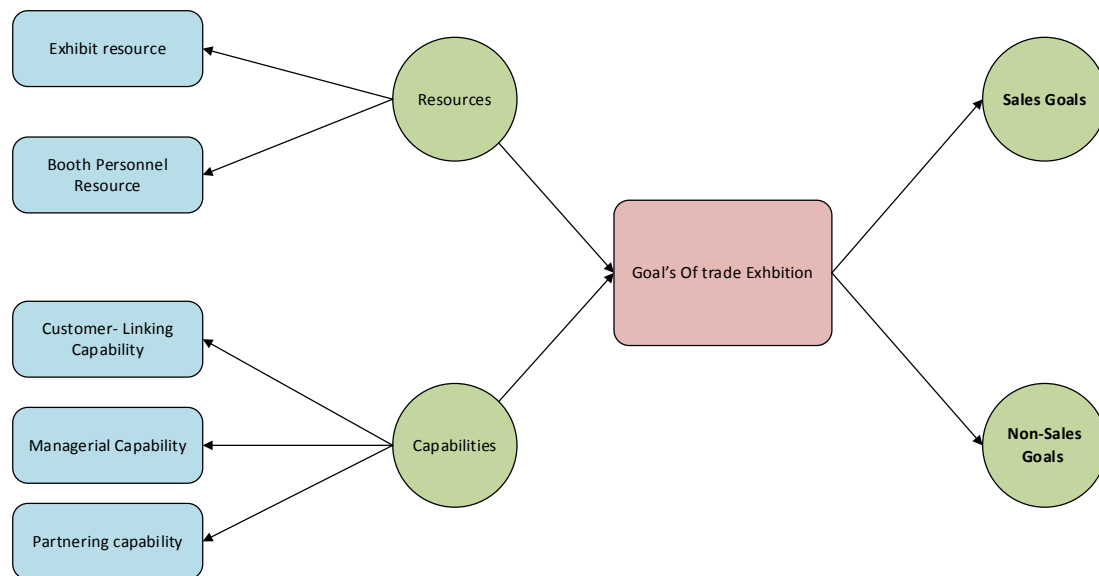 Exhibit resource
Booth Personnel
Resource
Customer- Linking
Capability
Managerial Capability
Partnering capability
Resources
Capabilities
Goal’s Of trade Exhbition
Sales Goals
Non-Sales
Goals